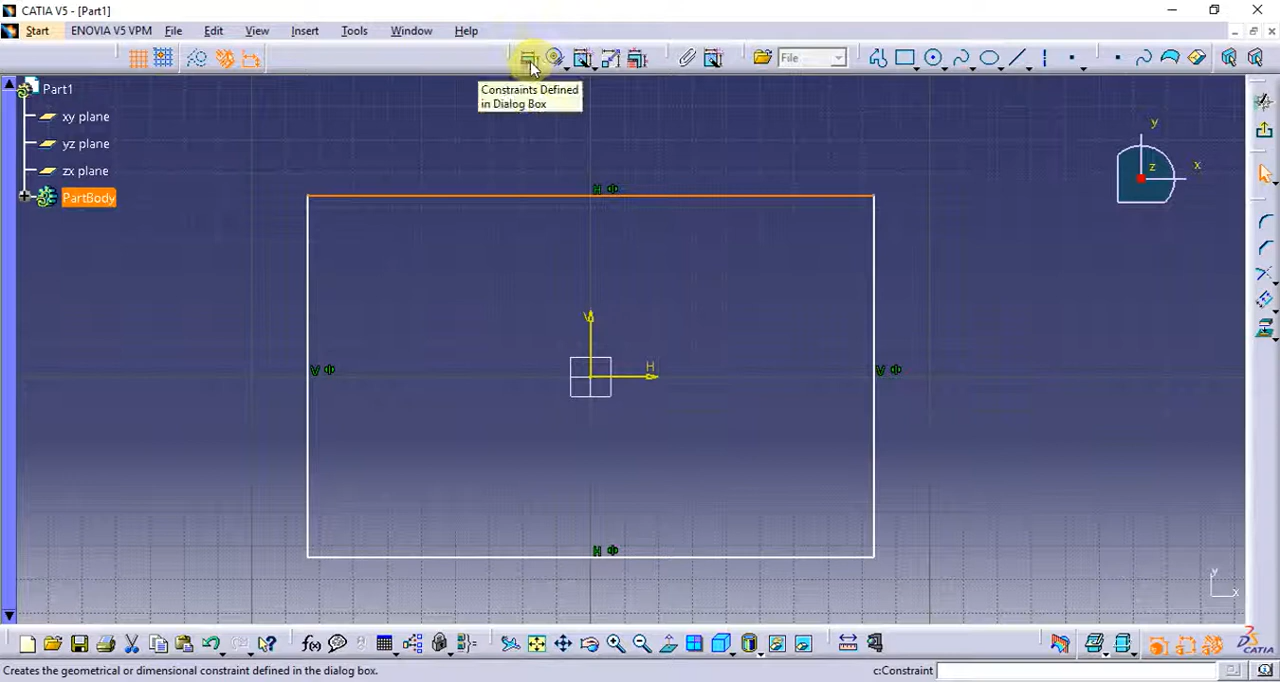 CATIA V5 - [Part1]
Start ENOVIA V5 VPM File Edit View Insert Tools Window Help
File
Constraints Defined
in Dialog Box
Part1
xy plane
yz plane
zx plane
PartBody
y
x
z
H
V
H
V
V
H
y
x
f(x)
CATIA
Creates the geometrical or dimensional constraint defined in the dialog box.
c:Constraint